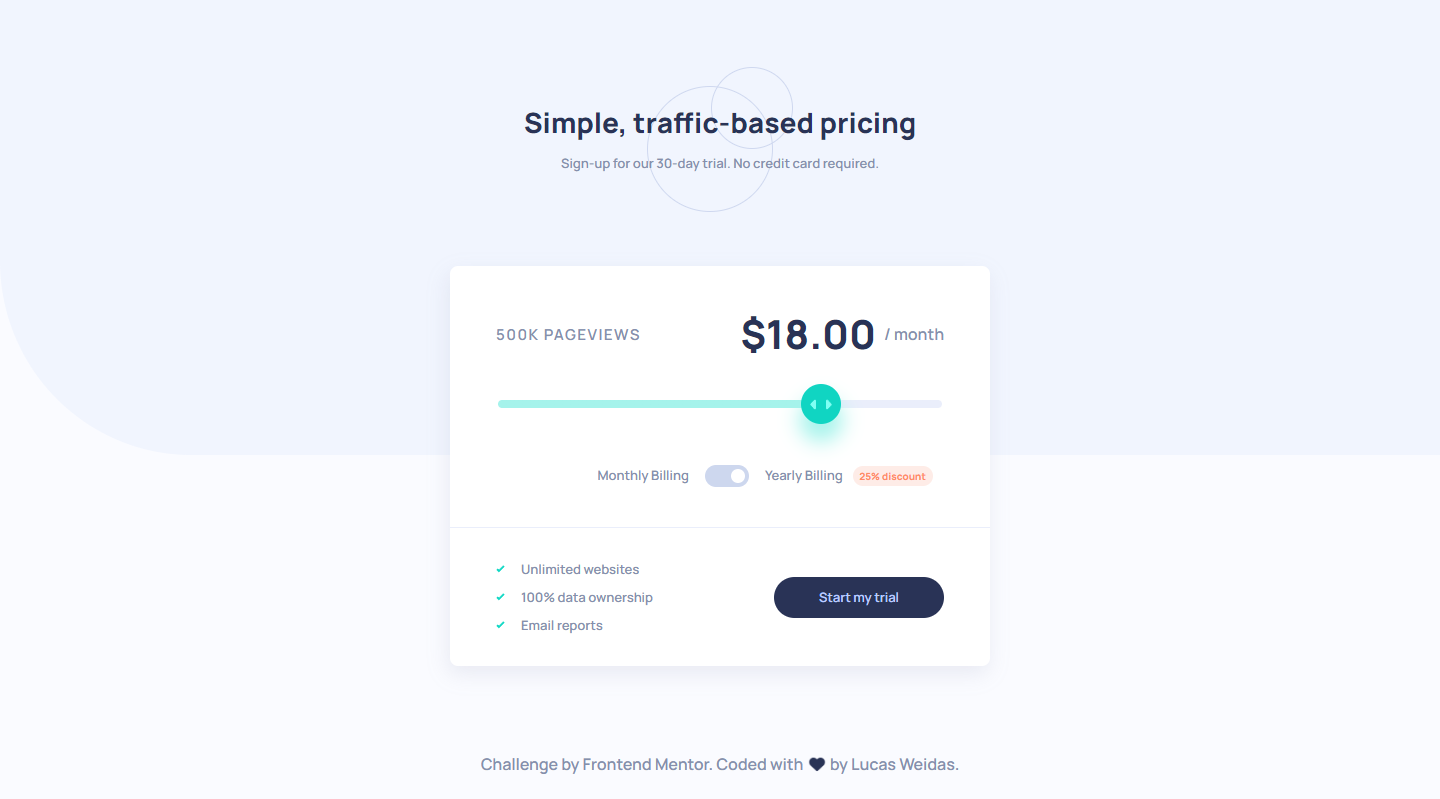 Simple, traffic-based pricing
Sign-up for our 30-day trial. No credit card required.
500K PAGEVIEWS
$18.00 / month
Monthly Billing
Yearly Billing 25% discount
Unlimited websites
100% data ownership
Email reports
Start my trial
Challenge by Frontend Mentor. Coded with by Lucas Weidas.